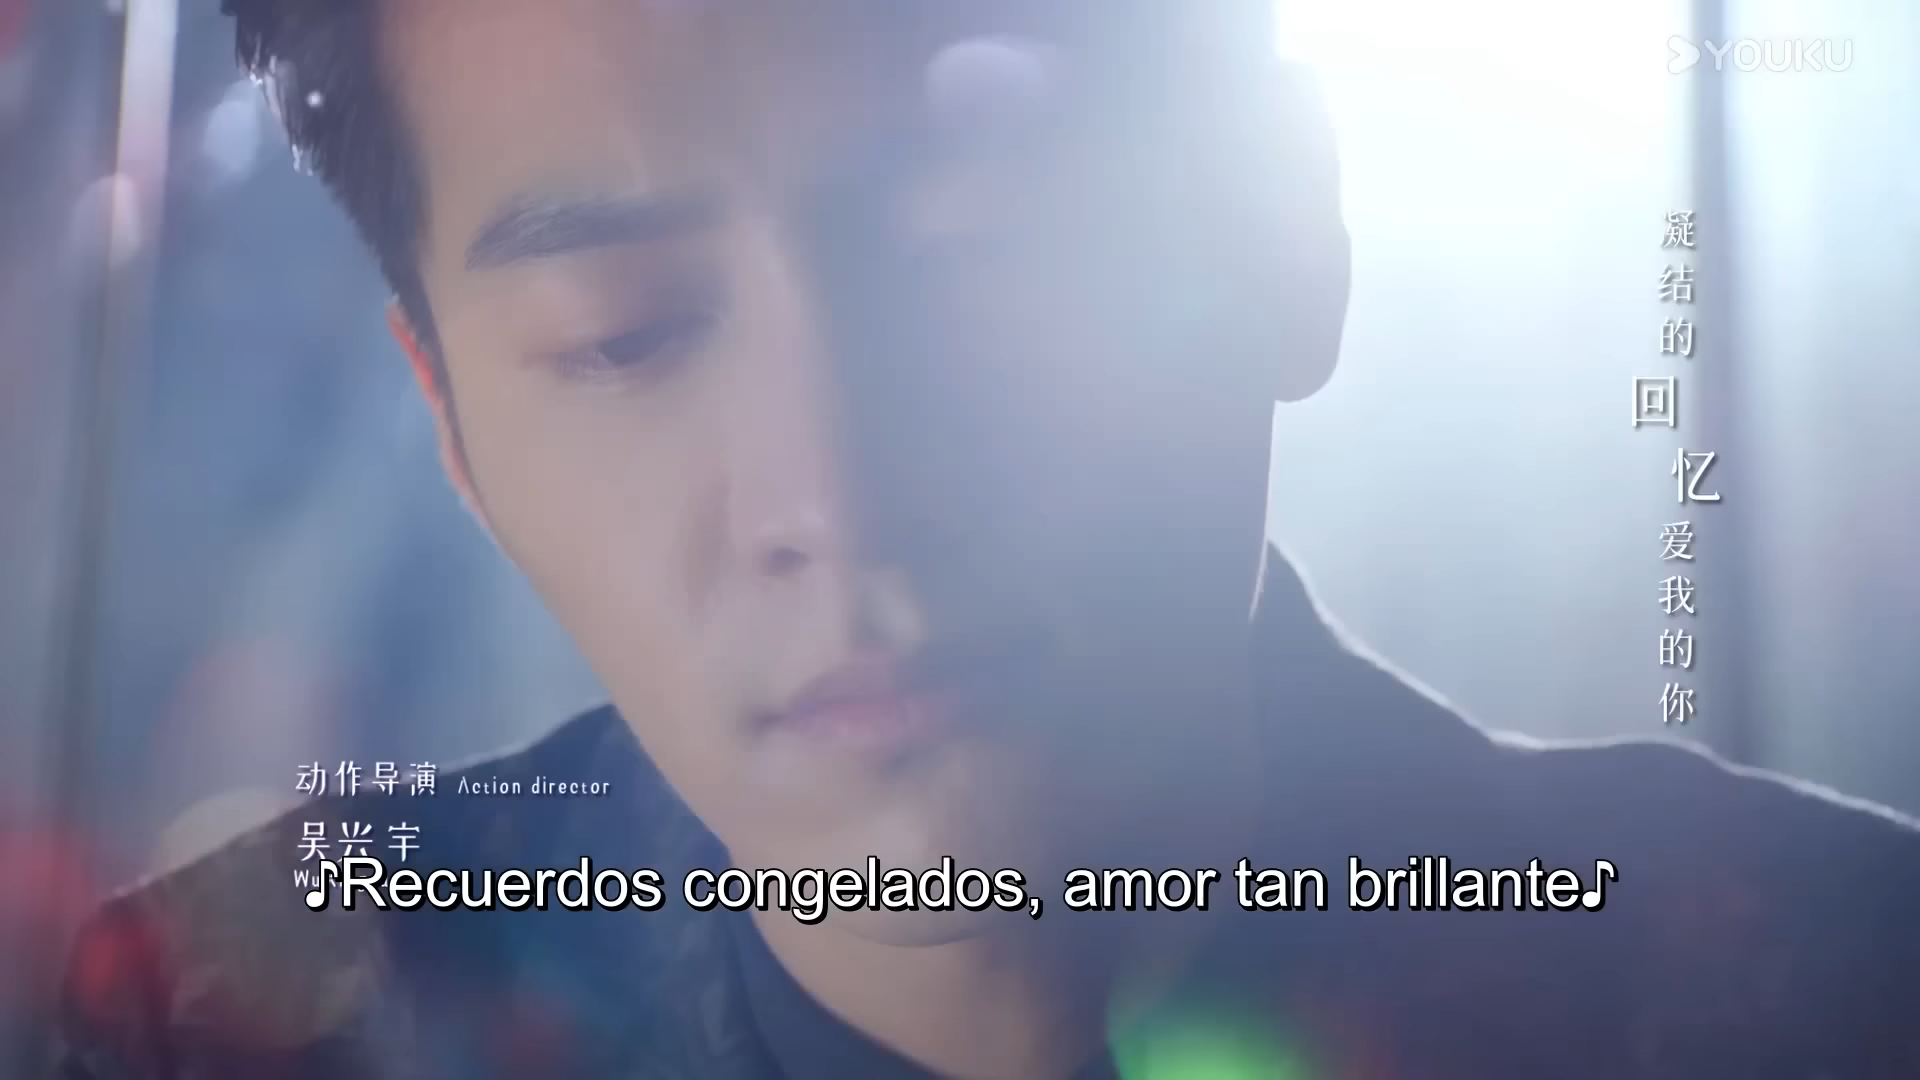 YOUKU
凝结的回忆爱我的你
动作导演 Action director
吴兴宇
♪Recuerdos congelados, amor tan brillante♪